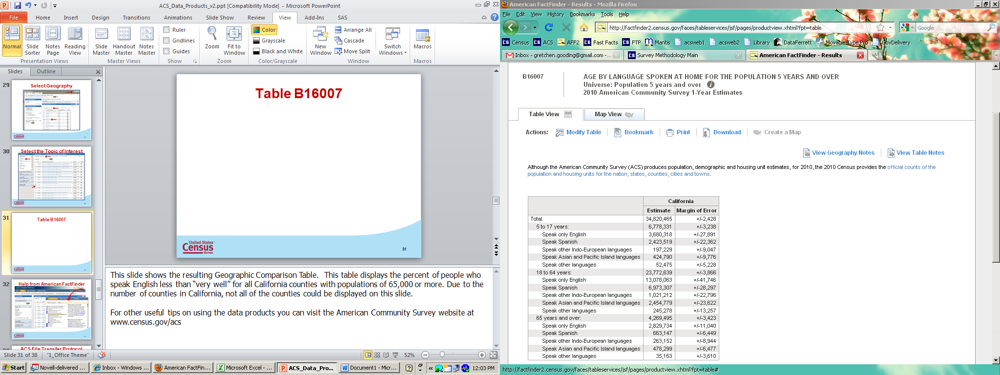 ACS_Data_Products_v2.ppt [Compatibility Mode] - Microsoft PowerPoint
File Home Insert Design Transitions Animations Slide Show Review View Add-Ins SAS
Normal Slide Sorter Notes Page Reading View
Presentation Views
Slide Master Handout Master Notes Master
Master Views
Ruler
Gridlines
Guides
Show
Zoom Fit to Window
Zoom
Color
Grayscale
Black and White
Color/Grayscale
New Window
Arrange All
Cascade
Move Split
Switch Windows
Window
Macros
Macros
Slides Outline
29
Select Geography
30
Select the Topic of Interest
31
Table B16007
32
Help from American FactFinder
ACS File Transfer Protocol
Table B16007
United States
Census
Bureau
31
This slide shows the resulting Geographic Comparison Table. This table displays the percent of people who
speak English less than “very well” for all California counties with populations of 65,000 or more. Due to the
number of counties in California, not all of the counties could be displayed on this slide.
For other useful tips on using the data products you can visit the American Community Survey website at
www.census.gov/acs
Slide 31 of 38 "1_Office Theme" 52%
Start Novell-delivered ... Inbox - Windows ... American FactFin... Microsoft Excel - ... ACS_Data_Pro... Document1 - Micr... 12:03 PM
American FactFinder - Results - Mozilla Firefox
File Edit View History Bookmarks Tools Help
http://factfinder2.census.gov/faces/tableservices/jsf/pages/productview.xhtml?fpt=table
Google
Census ACS AFF2 Fast Facts FTP Mantis acsweb1 acsweb2 Library DataFerrett Movable Type Pro GovDelivery
Inbox - gretchen.gooding@gmail.com -... Survey Methodology Main American FactFinder - Results
B16007 AGE BY LANGUAGE SPOKEN AT HOME FOR THE POPULATION 5 YEARS AND OVER
Universe: Population 5 years and over
2010 American Community Survey 1-Year Estimates
Table View Map View
Actions: Modify Table Bookmark Print Download Create a Map
View Geography Notes View Table Notes
Although the American Community Survey (ACS) produces population, demographic and housing unit estimates, for 2010, the 2010 Census provides the official counts of the
population and housing units for the nation, states, counties, cities and towns.
California
Estimate Margin of Error
Total: 34,820,465 +/-2,428
5 to 17 years: 6,778,331 +/-3,238
Speak only English 3,680,318 +/-27,891
Speak Spanish 2,423,519 +/-22,362
Speak other Indo-European languages 197,229 +/-9,047
Speak Asian and Pacific Island languages 424,790 +/-9,776
Speak other languages 52,475 +/-5,228
18 to 64 years: 23,772,639 +/-3,866
Speak only English 13,078,063 +/-41,746
Speak Spanish 6,973,307 +/-28,297
Speak other Indo-European languages 1,021,212 +/-22,796
Speak Asian and Pacific Island languages 2,454,779 +/-23,622
Speak other languages 245,278 +/-13,257
65 years and over: 4,269,495 +/-3,423
Speak only English 2,829,734 +/-11,040
Speak Spanish 663,147 +/-6,449
Speak other Indo-European languages 263,152 +/-8,944
Speak Asian and Pacific Island languages 478,299 +/-6,477
Speak other languages 35,163 +/-3,610
http://factfinder2.census.gov/faces/tableservices/jsf/pages/productview.xhtml?fpt=table#